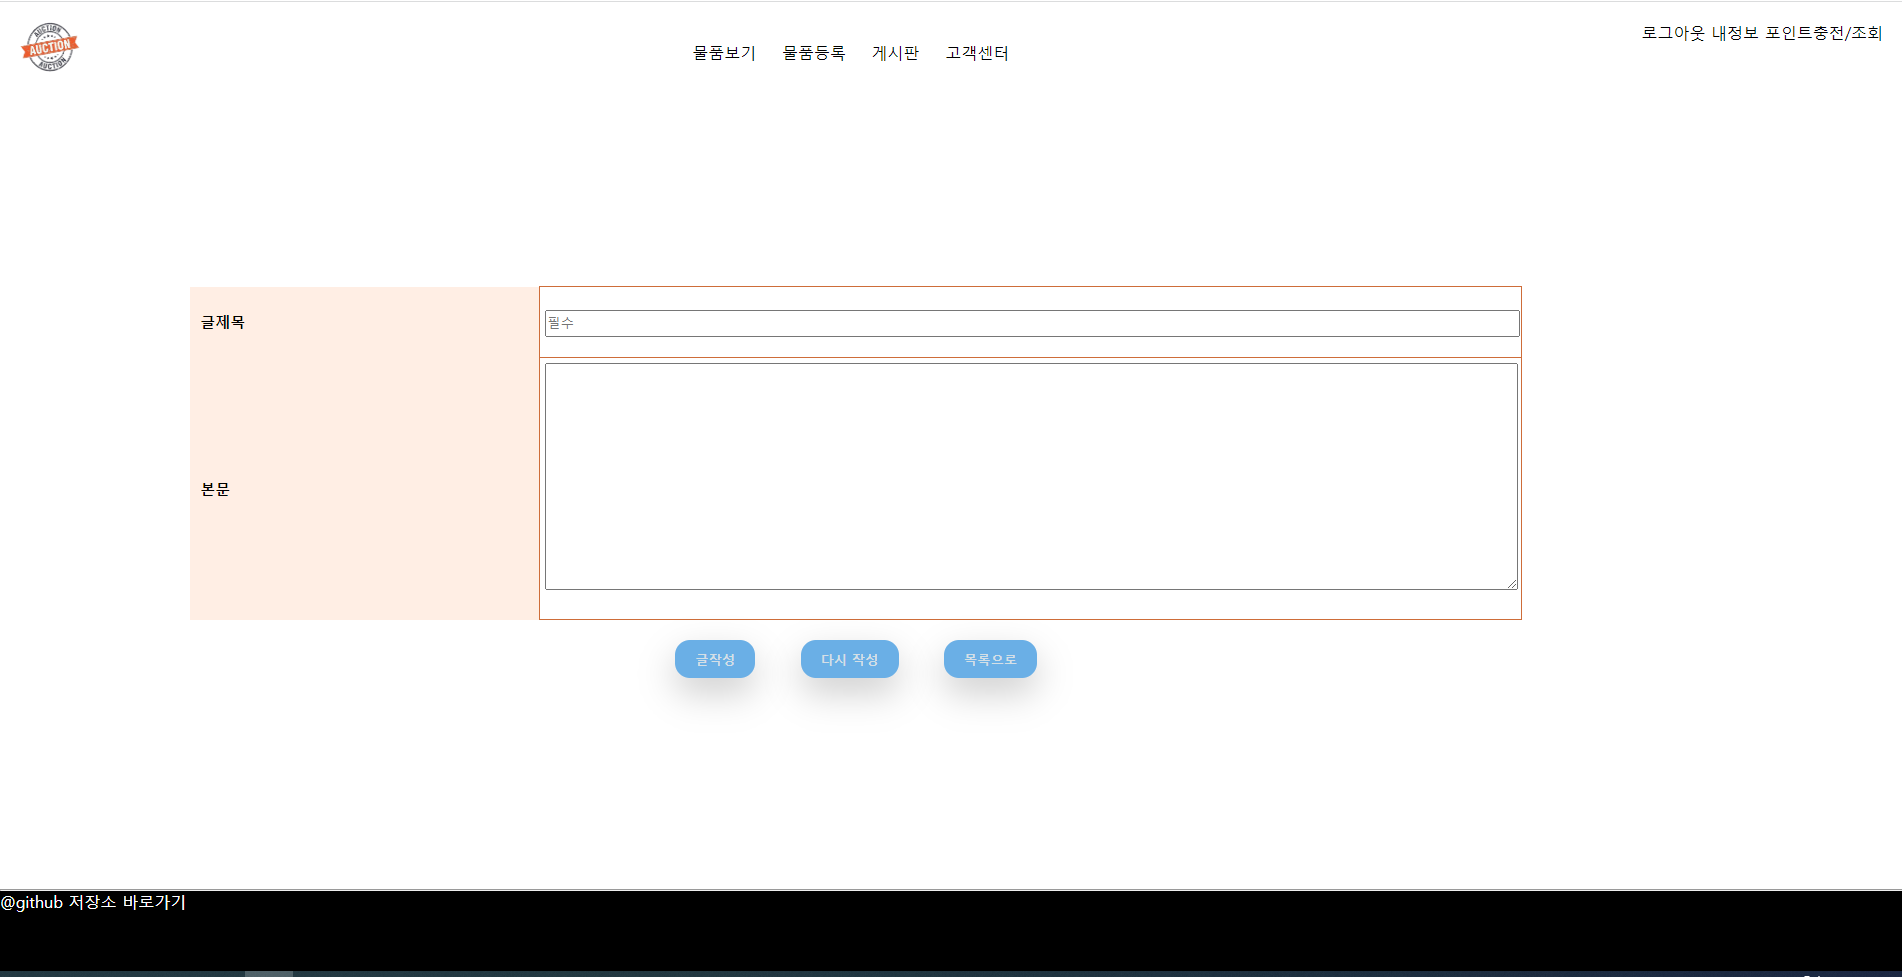 AUCTION
AUCTION
AUCTION
물품보기 물품등록 게시판 고객센터
로그아웃 내정보 포인트충전/조회
글제목
필수
본문
글작성 다시 작성 목록으로
@github 저장소 바로가기